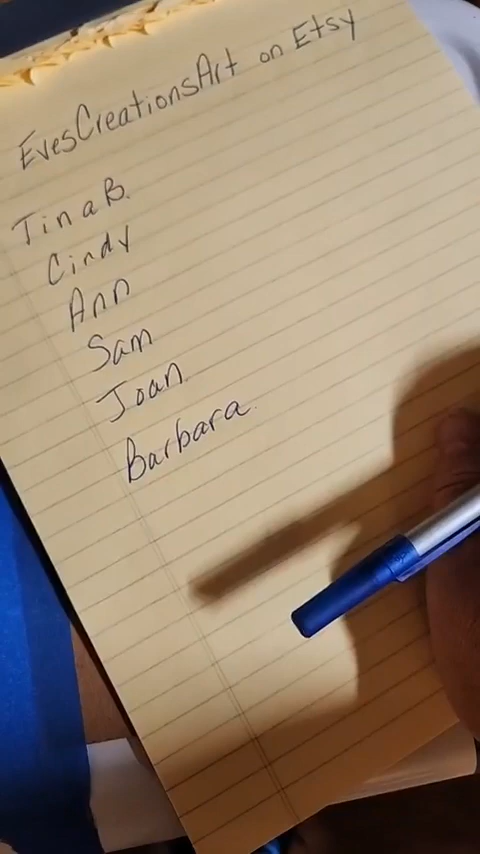 EvesCreationsArt on Etsy
Tina B.
Cindy
Ann
Sam
Joan
Barbara